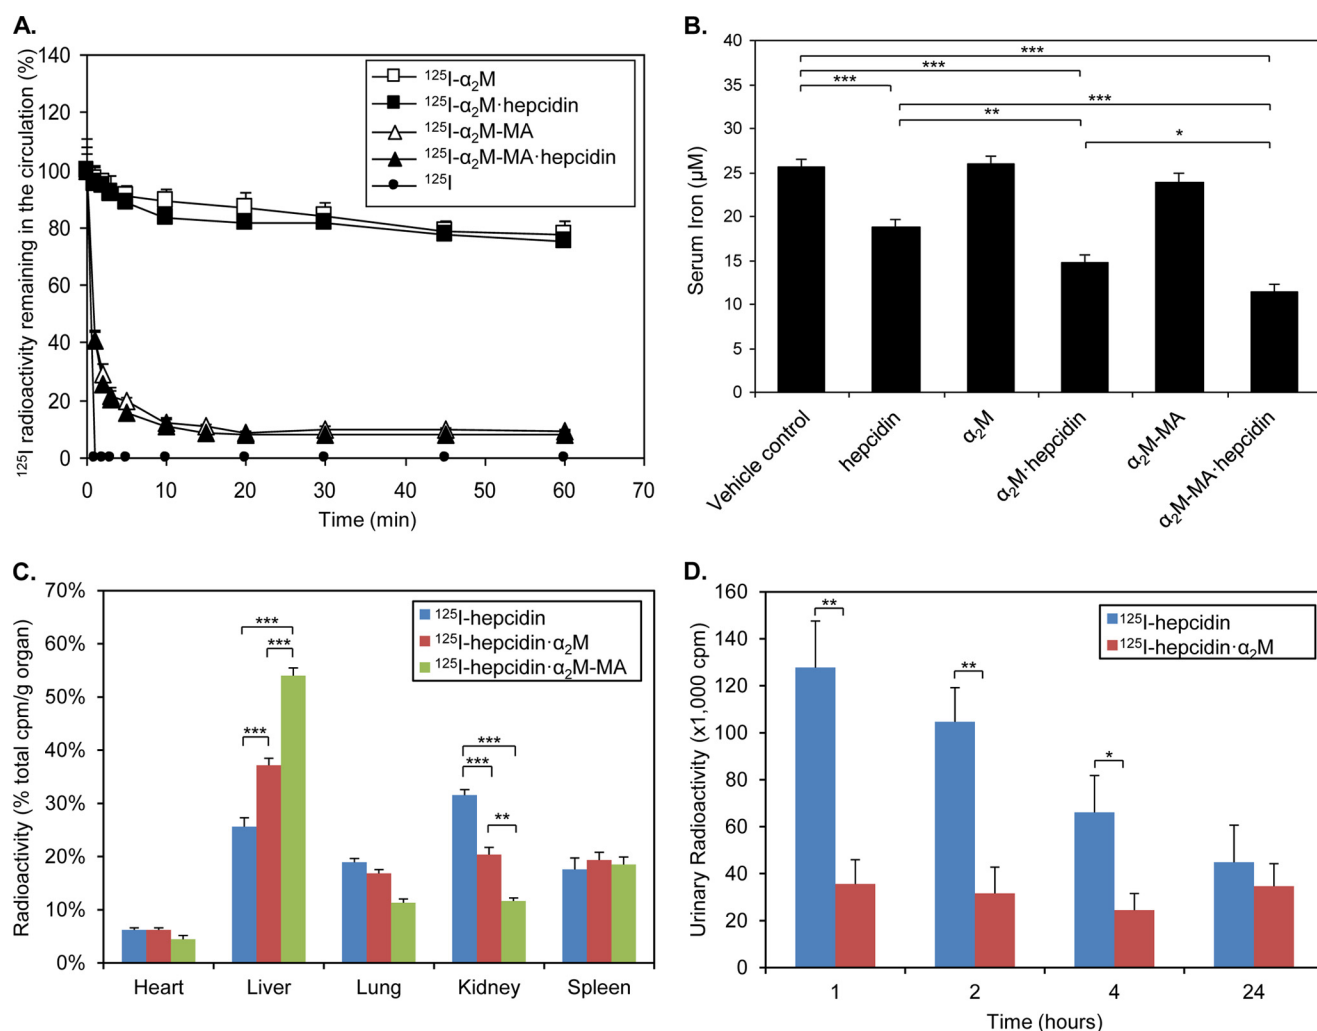 A.
¹²⁵I radioactivity remaining in the circulation (%)
140
120
100
80
60
40
20
0
¹²⁵I-α₂M
¹²⁵I-α₂M·hepcidin
¹²⁵I-α₂M-MA
¹²⁵I-α₂M-MA·hepcidin
¹²⁵I
0 10 20 30 40 50 60 70
Time (min)
B.
Serum Iron (µM)
40
35
30
25
20
15
10
5
0
***
***
***
***
**
*
Vehicle control
hepcidin
α₂M
α₂M·hepcidin
α₂M-MA
α₂M-MA·hepcidin
C.
Radioactivity (% total cpm/g organ)
70%
60%
50%
40%
30%
20%
10%
0%
¹²⁵I-hepcidin
¹²⁵I-hepcidin·α₂M
¹²⁵I-hepcidin·α₂M-MA
***
***
***
***
***
**
Heart Liver Lung Kidney Spleen
D.
Urinary Radioactivity (x1,000 cpm)
160
140
120
100
80
60
40
20
0
¹²⁵I-hepcidin
¹²⁵I-hepcidin·α₂M
**
**
*
1 2 4 24
Time (hours)